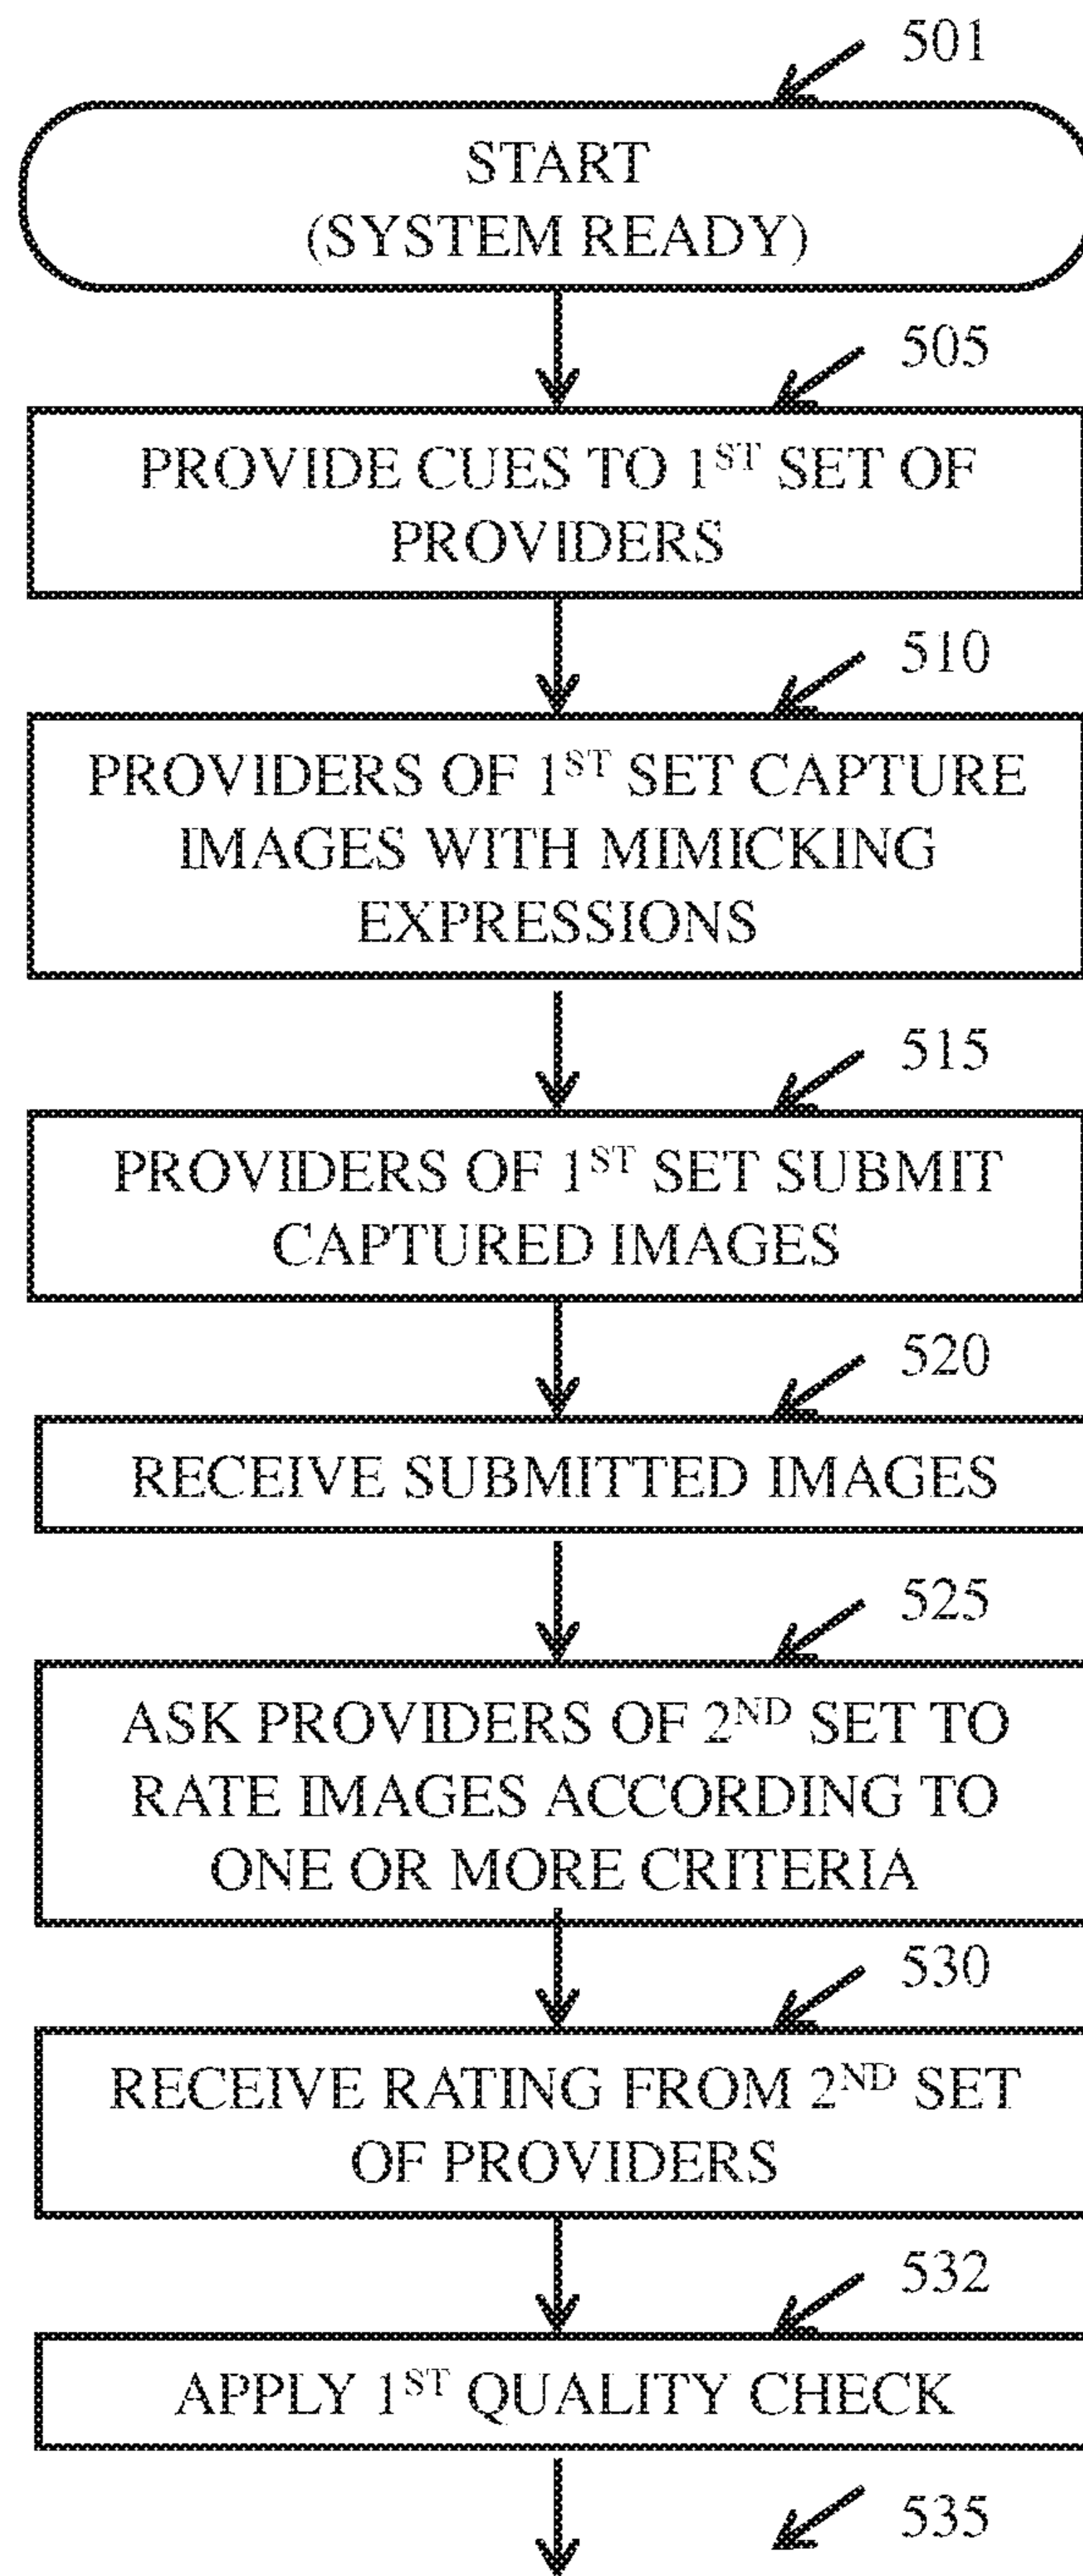 501
START
(SYSTEM READY)
505
PROVIDE CUES TO 1ST SET OF
PROVIDERS
510
PROVIDERS OF 1ST SET CAPTURE
IMAGES WITH MIMICKING
EXPRESSIONS
515
PROVIDERS OF 1ST SET SUBMIT
CAPTURED IMAGES
520
RECEIVE SUBMITTED IMAGES
525
ASK PROVIDERS OF 2ND SET TO
RATE IMAGES ACCORDING TO
ONE OR MORE CRITERIA
530
RECEIVE RATING FROM 2ND SET
OF PROVIDERS
532
APPLY 1ST QUALITY CHECK
535